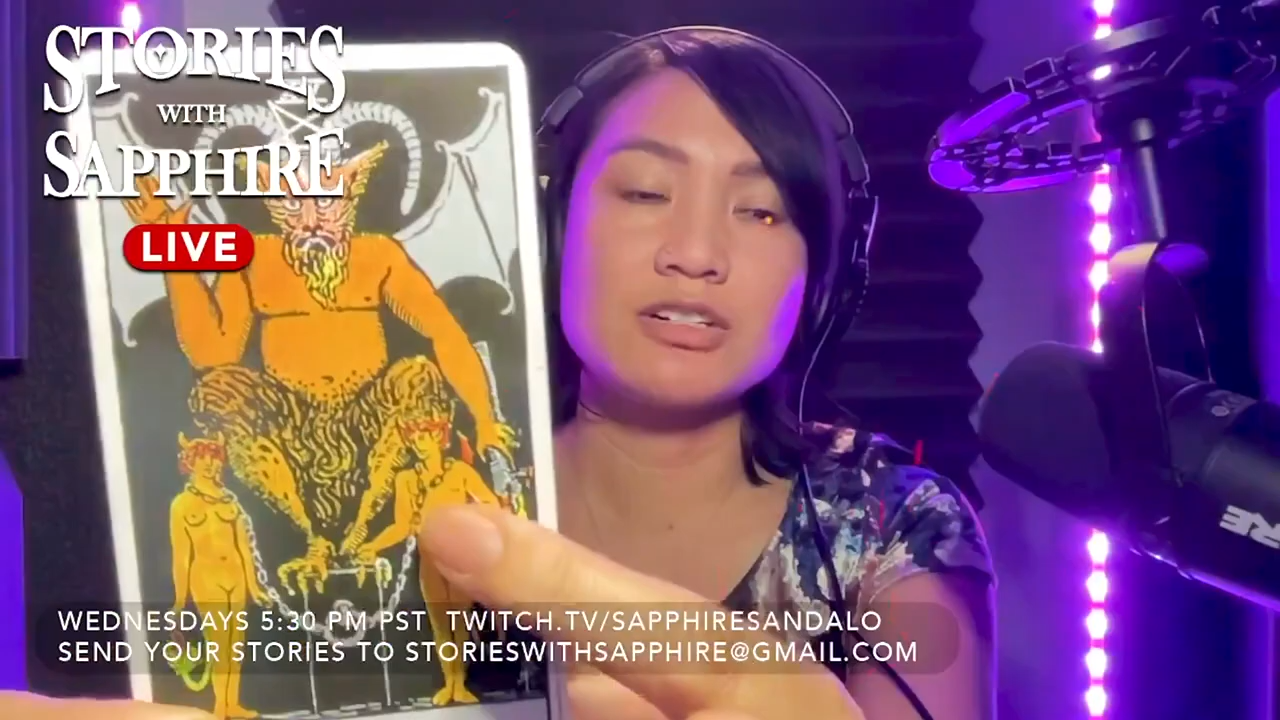 STORIES
WITH
SAPPHIRE
LIVE
WEDNESDAYS 5:30 PM PST TWITCH.TV/SAPPHIRESANDALO
SEND YOUR STORIES TO STORIESWITHSAPPHIRE@GMAIL.COM